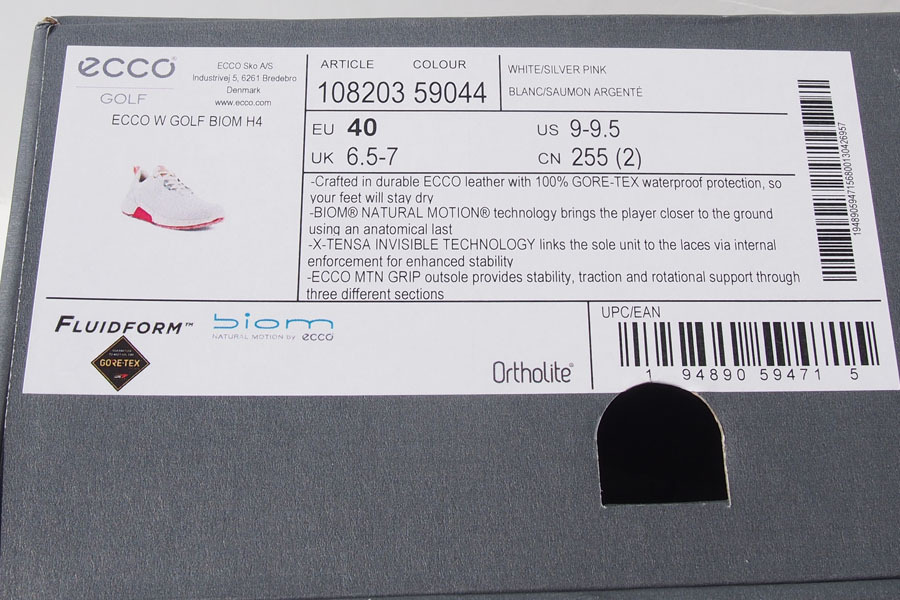 ecco
GOLF
ECCO Sko A/S
Industrivej 5, 6261 Bredebro
Denmark
www.ecco.com
ECCO W GOLF BIOM H4
ARTICLE COLOUR
108203 59044
WHITE/SILVER PINK
BLANC/SAUMON ARGENTÉ
EU 40 US 9-9.5
UK 6.5-7 CN 255 (2)
-Crafted in durable ECCO leather with 100% GORE-TEX waterproof protection, so
your feet will stay dry
-BIOM® NATURAL MOTION® technology brings the player closer to the ground
using an anatomical last
-X-TENSA INVISIBLE TECHNOLOGY links the sole unit to the laces via internal
enforcement for enhanced stability
-ECCO MTN GRIP outsole provides stability, traction and rotational support through
three different sections
FLUIDFORM™
biom
NATURAL MOTION BY ecco
GORE-TEX
Ortholite®
UPC/EAN
1 94890 59471 5